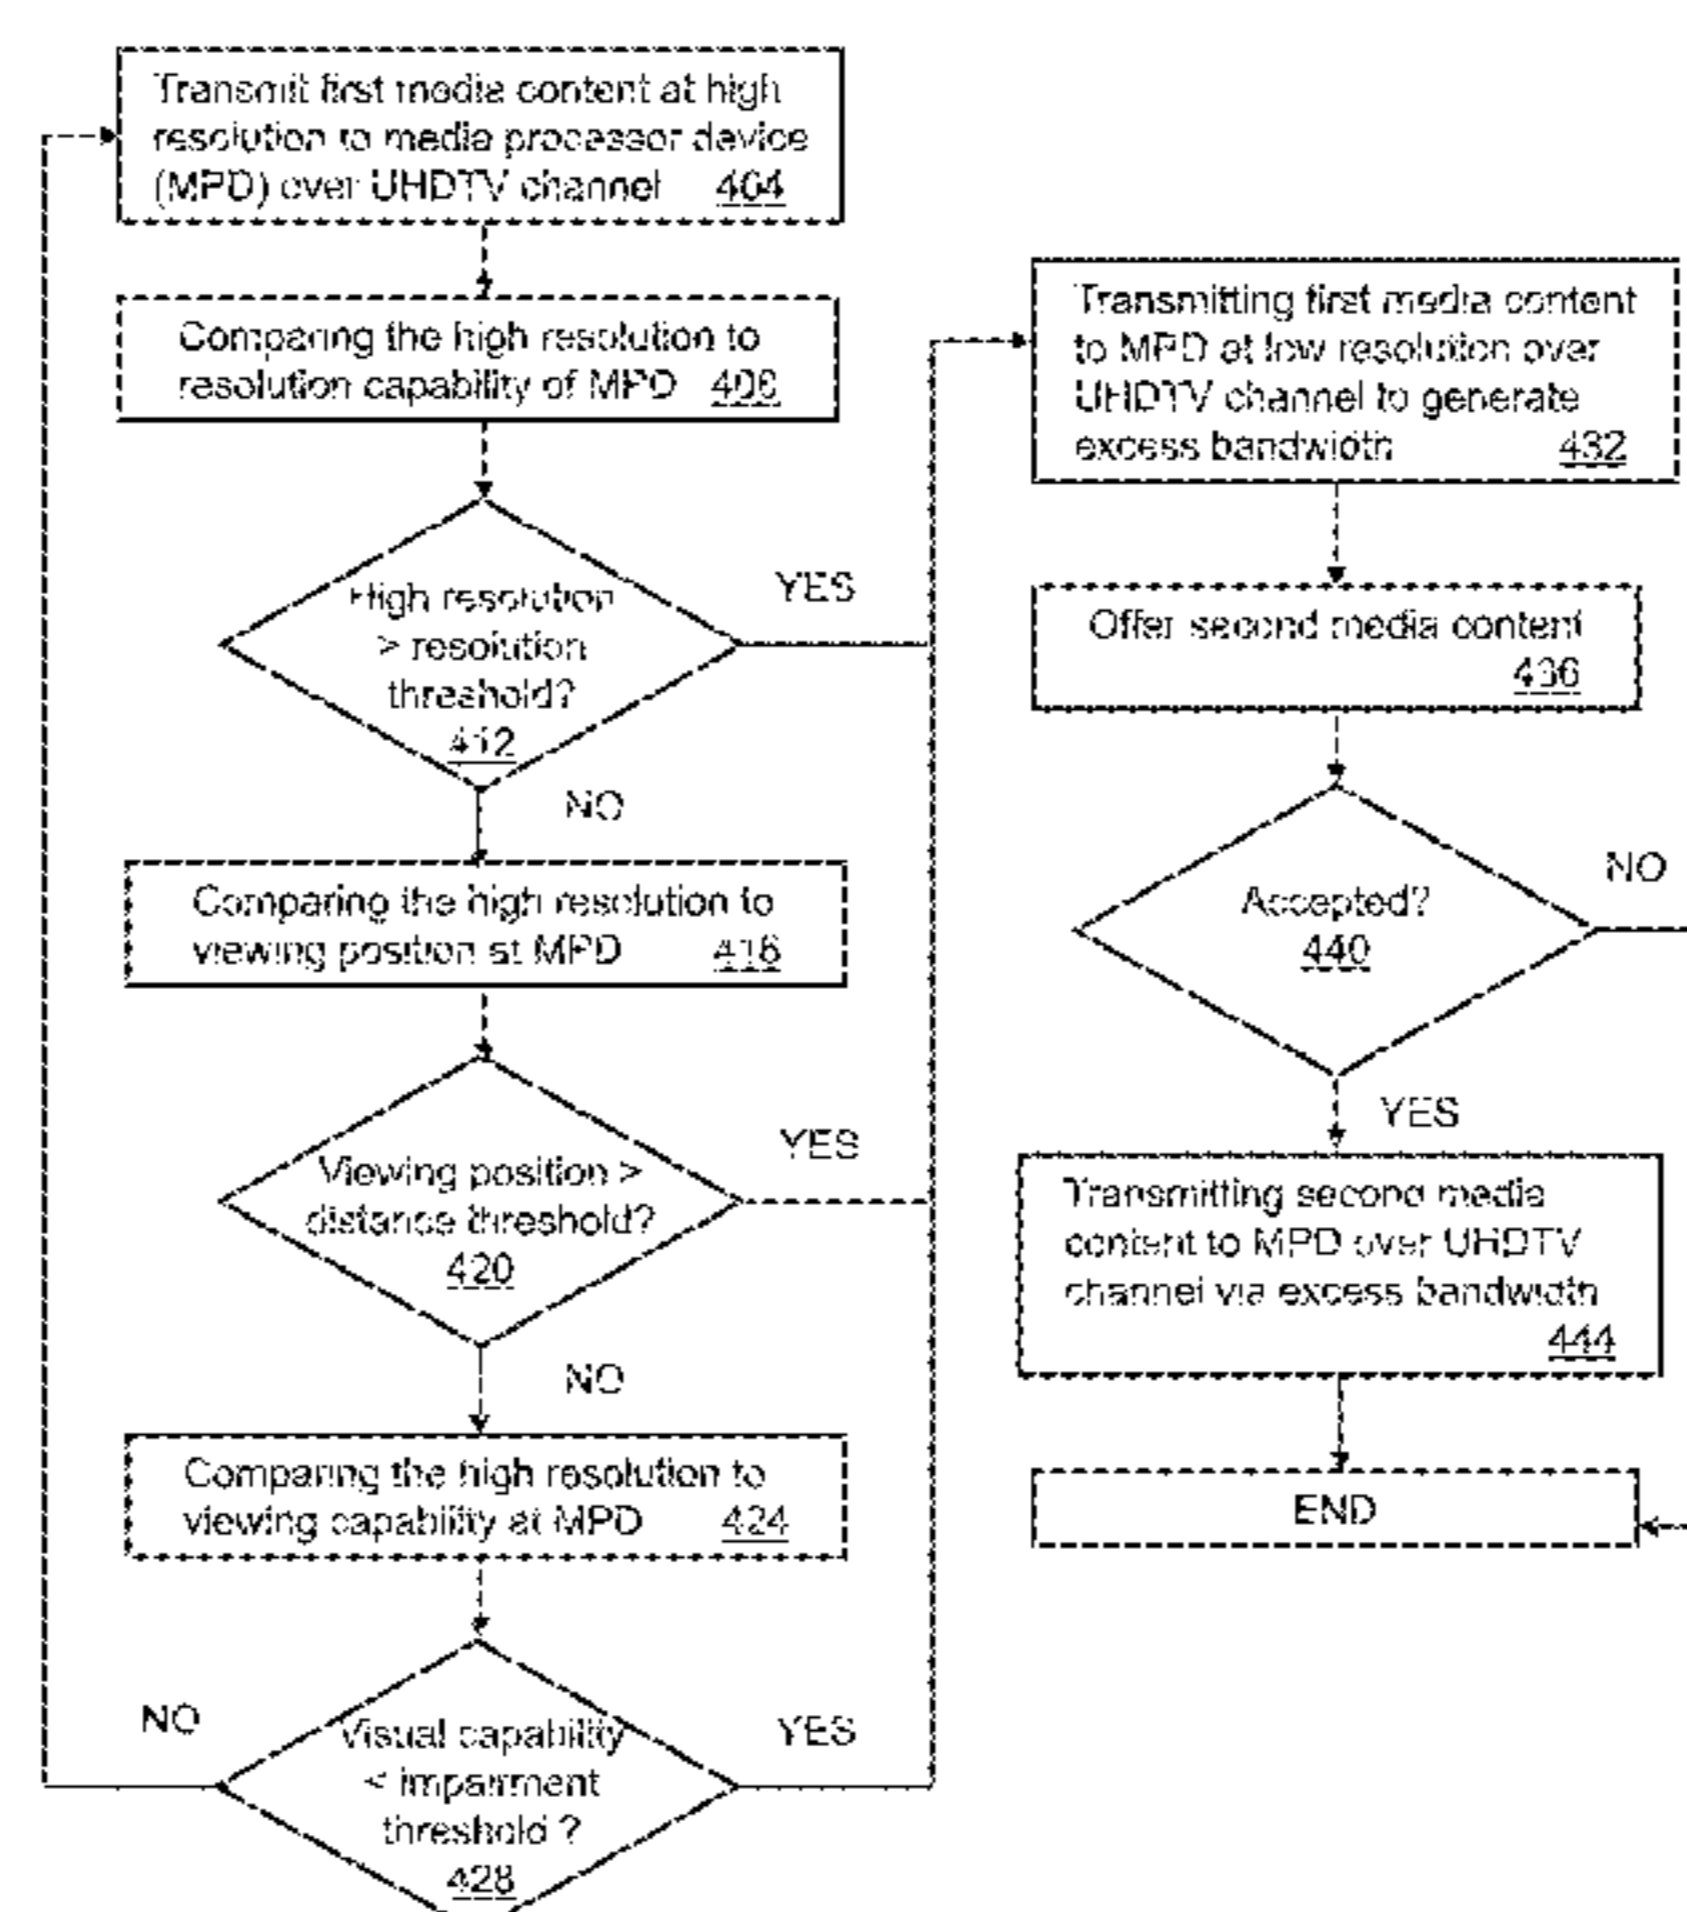 Transmit first media content at high
resolution to media processor device
(MPD) over UHDTV channel 404
Comparing the high resolution to
resolution capability of MPD 408
High resolution
> resolution
threshold?
412
YES
NO
Comparing the high resolution to
viewing position at MPD 416
Viewing position >
distance threshold?
420
YES
NO
Comparing the high resolution to
viewing capability at MPD 424
Visual capability
< impairment
threshold ?
428
NO
YES
Transmitting first media content
to MPD at low resolution over
UHDTV channel to generate
excess bandwidth 432
Offer second media content
436
Accepted?
440
NO
YES
Transmitting second media
content to MPD over UHDTV
channel via excess bandwidth
444
END